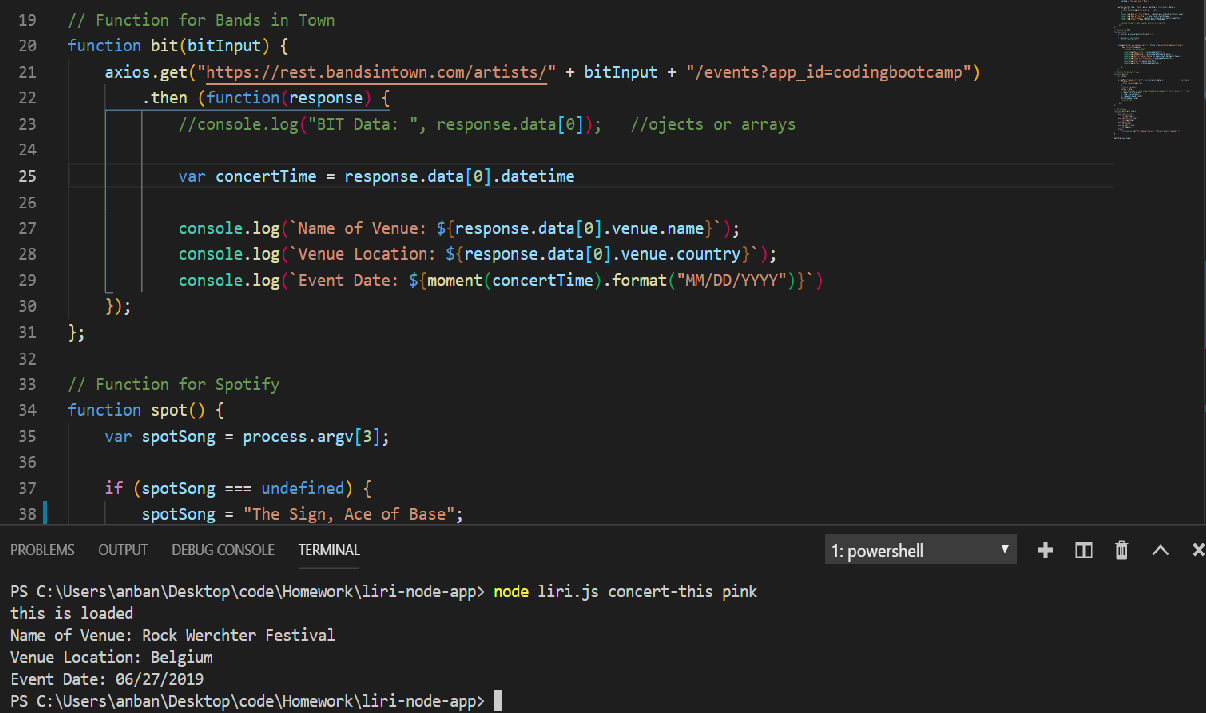 19 // Function for Bands in Town
20 function bit(bitInput) {
21 axios.get("https://rest.bandsintown.com/artists/" + bitInput + "/events?app_id=codingbootcamp")
22 .then (function(response) {
23 //console.log("BIT Data: ", response.data[0]); //ojects or arrays
24
25 var concertTime = response.data[0].datetime
26
27 console.log(`Name of Venue: ${response.data[0].venue.name}`);
28 console.log(`Venue Location: ${response.data[0].venue.country}`);
29 console.log(`Event Date: ${moment(concertTime).format("MM/DD/YYYY")}`)
30 });
31 };
32
33 // Function for Spotify
34 function spot() {
35 var spotSong = process.argv[3];
36
37 if (spotSong === undefined) {
38 spotSong = "The Sign, Ace of Base";
PROBLEMS OUTPUT DEBUG CONSOLE TERMINAL 1: powershell
PS C:\Users\anban\Desktop\code\Homework\liri-node-app> node liri.js concert-this pink
this is loaded
Name of Venue: Rock Werchter Festival
Venue Location: Belgium
Event Date: 06/27/2019
PS C:\Users\anban\Desktop\code\Homework\liri-node-app>